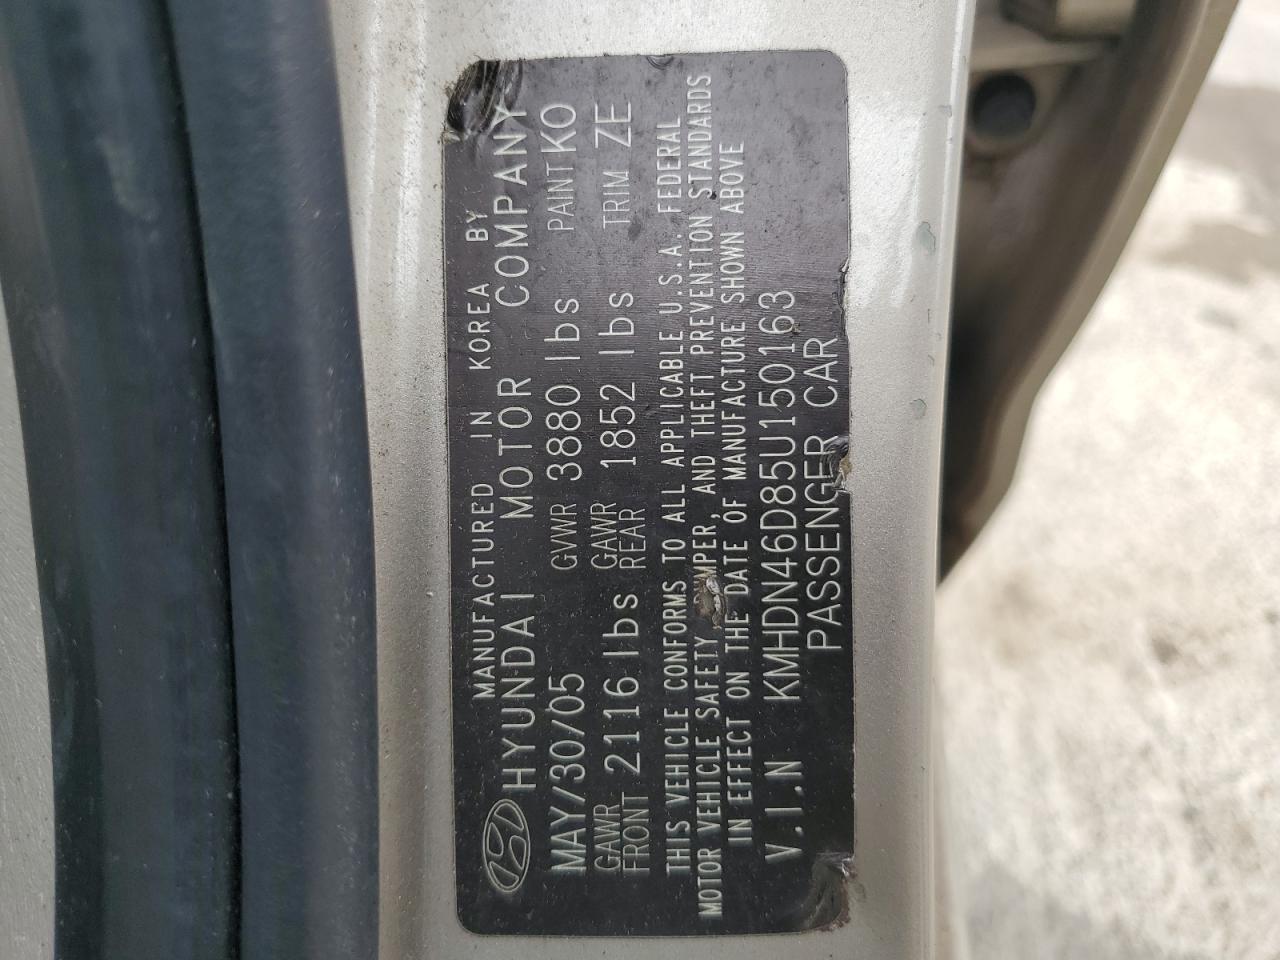 MANUFACTURED IN KOREA BY
HYUNDAI MOTOR COMPANY
MAY/30/05 GVWR 3880 lbs PAINT KO
GAWR FRONT 2116 lbs GAWR REAR 1852 lbs TRIM ZE
THIS VEHICLE CONFORMS TO ALL APPLICABLE U.S.A. FEDERAL
MOTOR VEHICLE SAFETY, AND THEFT PREVENTION STANDARDS
IN EFFECT ON THE DATE OF MANUFACTURE SHOWN ABOVE
V.I.N KMHDN46D85U150163
PASSENGER CAR